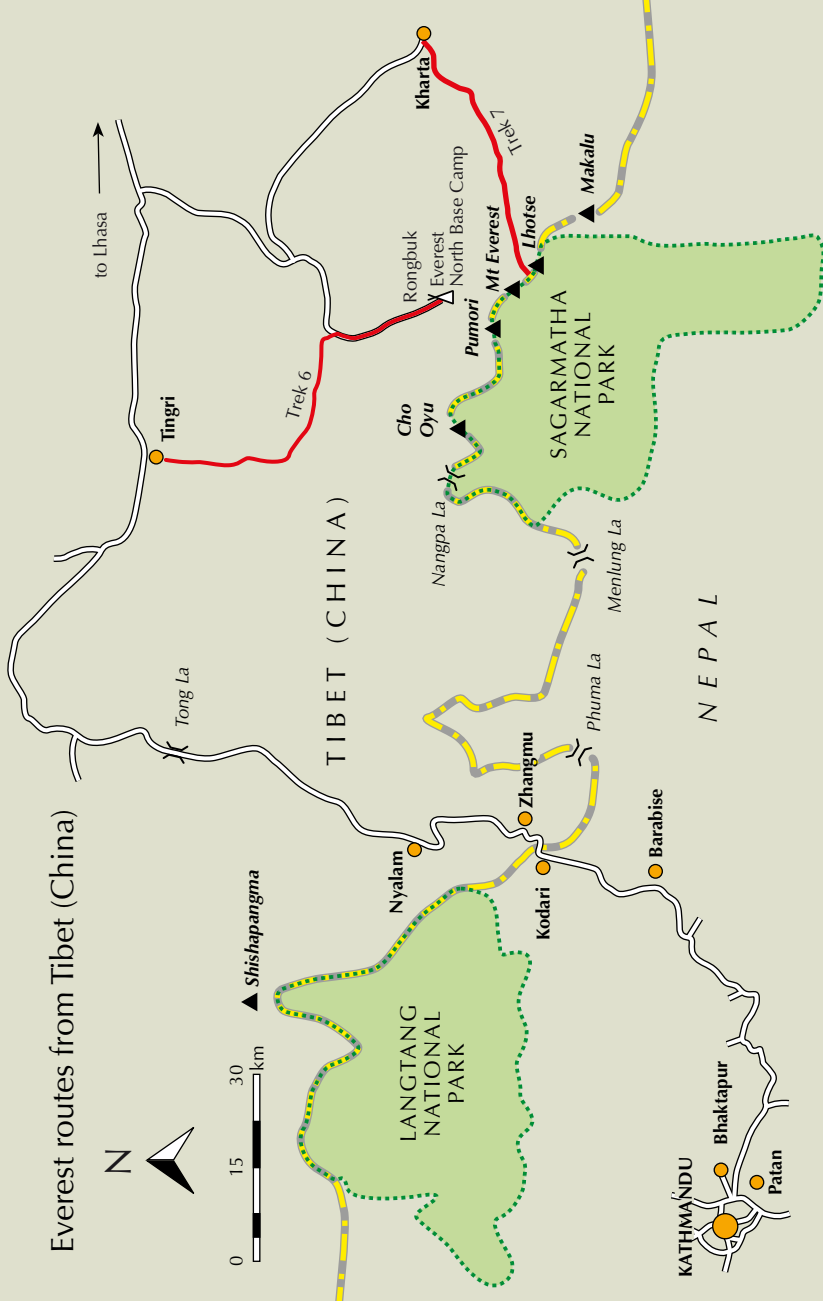 Everest routes from Tibet (China)
N
0
15
30
km
to Lhasa
Tingri
Kharta
Trek 6
Trek 7
Rongbuk
Everest
North Base Camp
Tong La
TIBET (CHINA)
Shishapangma
Nyalam
Cho
Oyu
Nangpa La
Pumori
Mt Everest
Lhotse
Makalu
LANGTANG
NATIONAL
PARK
SAGARMATHA
NATIONAL
PARK
Zhangmu
Kodari
Phuma La
Menlung La
Barabise
NEPAL
KATHMANDU
Bhaktapur
Patan